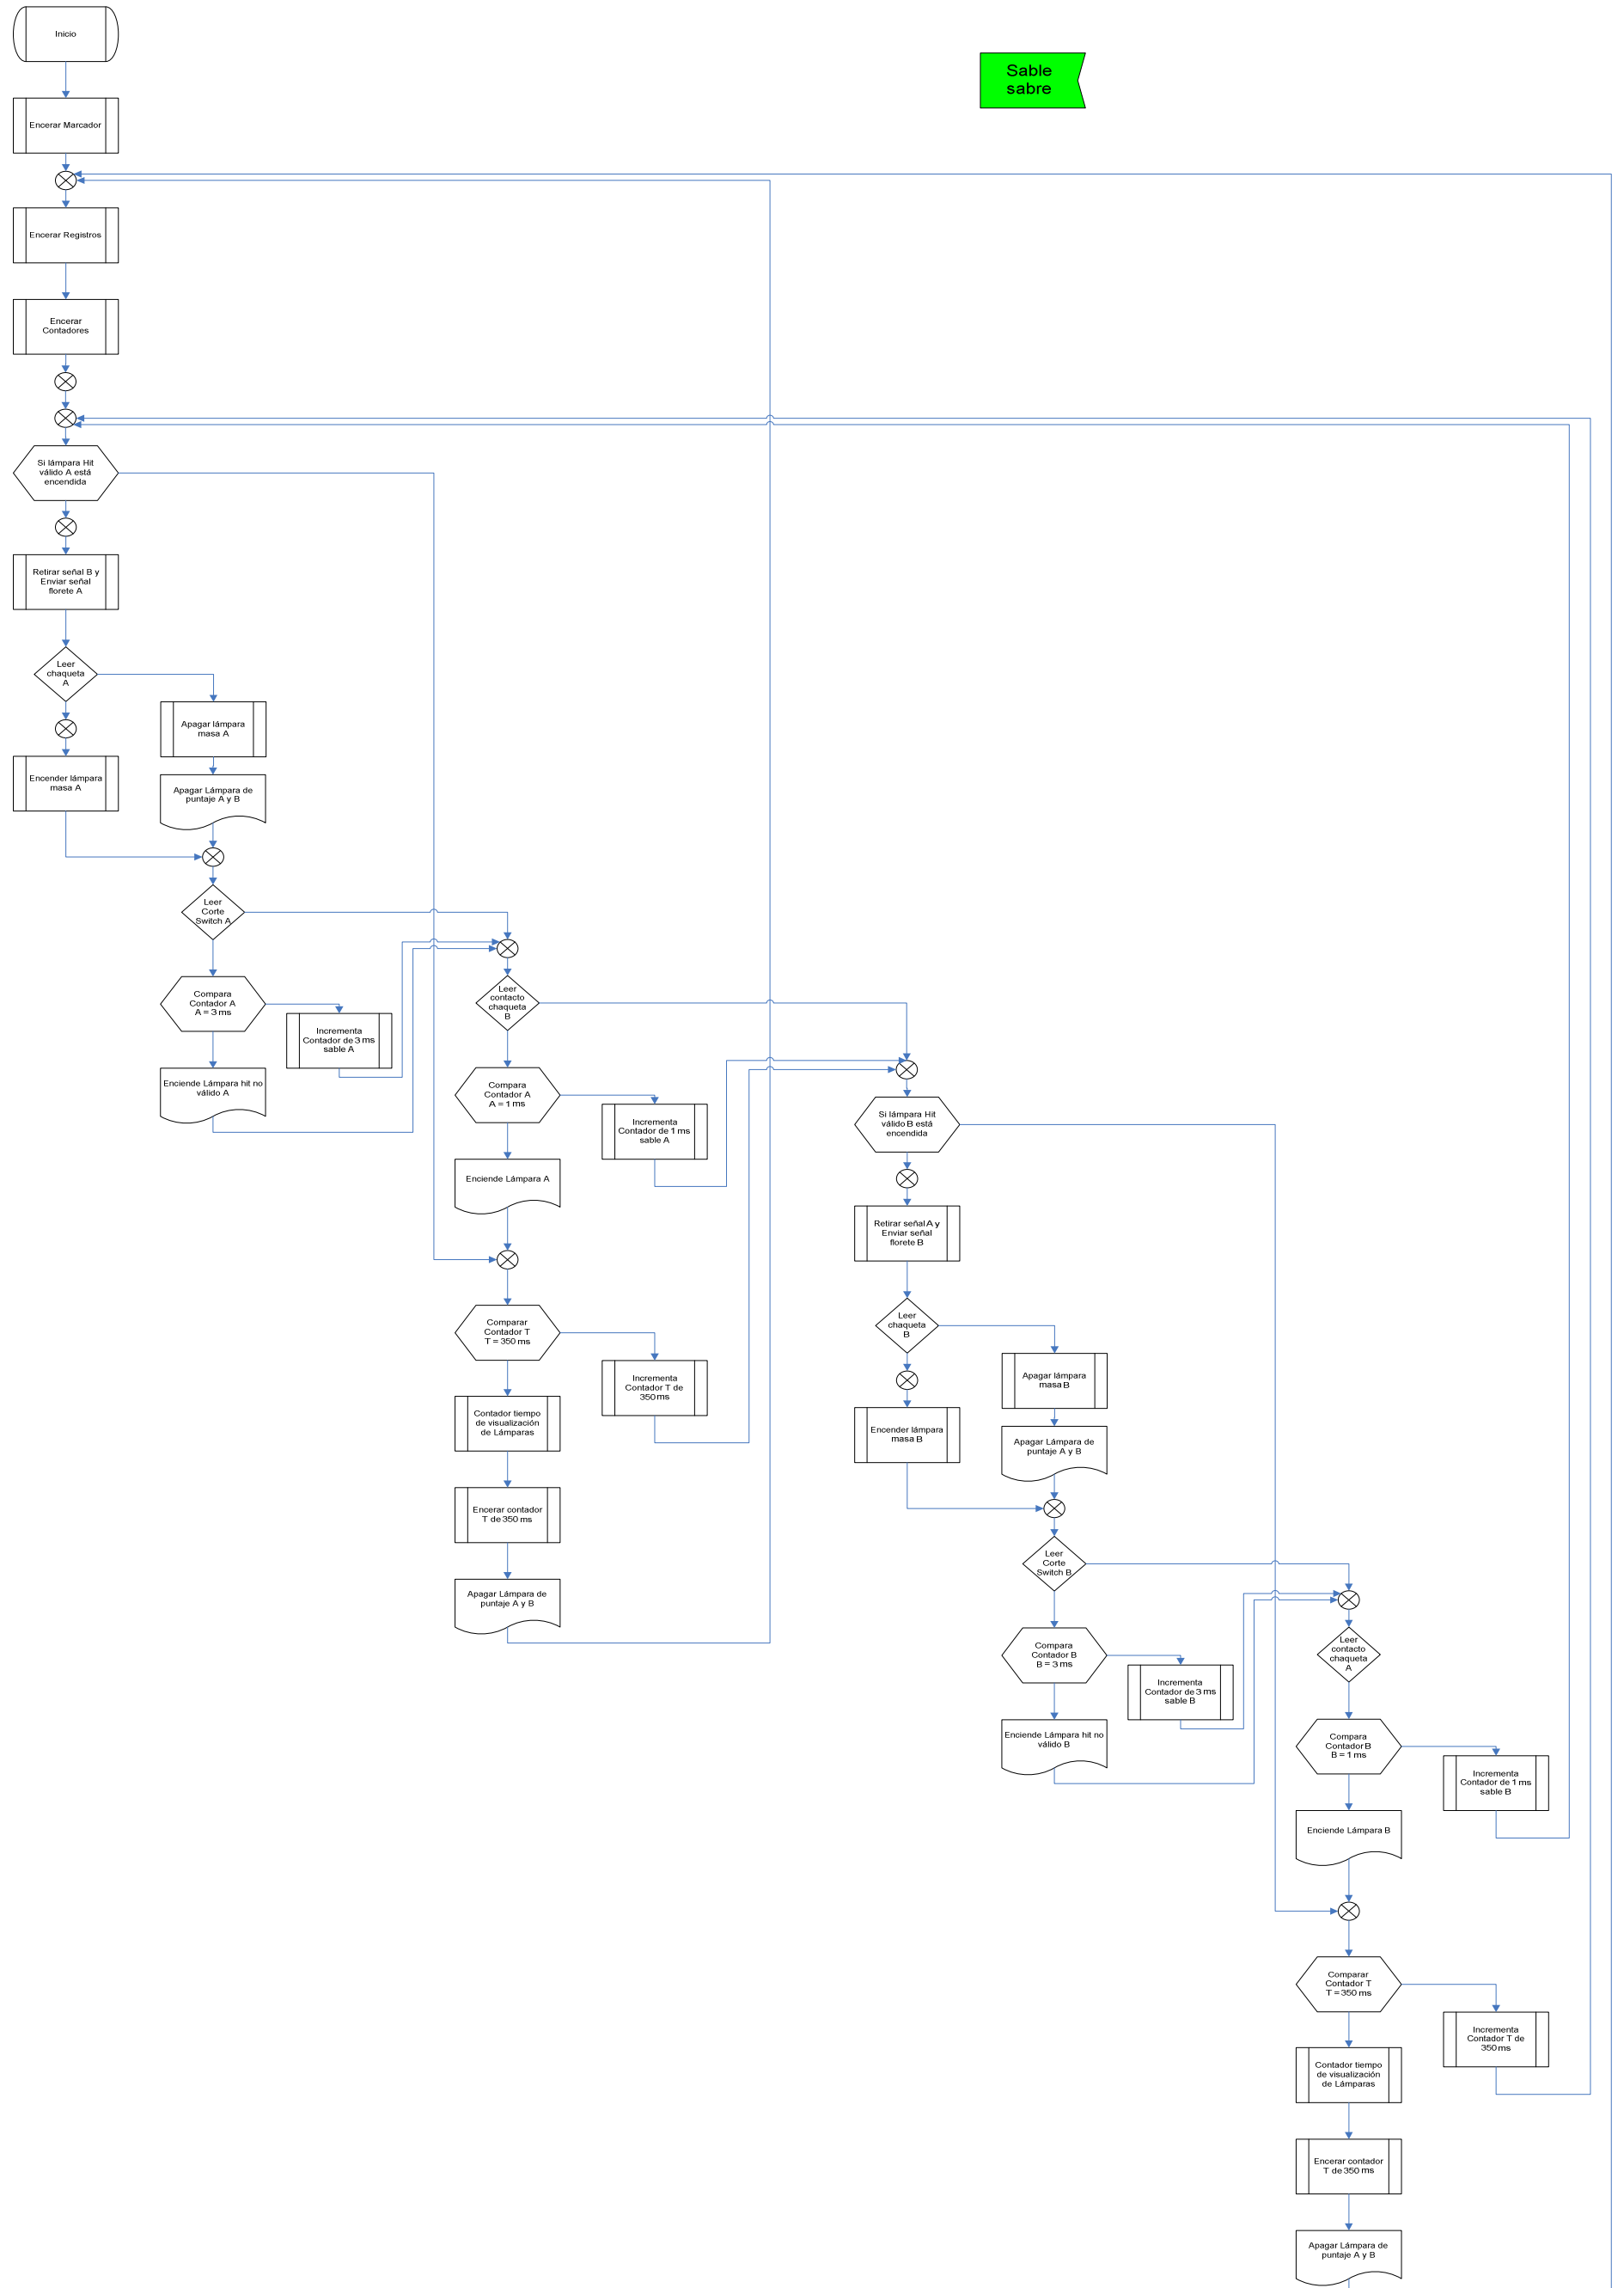 Inicio
Sable
sabre
Encerar Marcador
Encerar Registros
Encerar
Contadores
Si lámpara Hit
válido A está
encendida
Retirar señal B y
Enviar señal
florete A
Leer
chaqueta
A
Apagar lámpara
masa A
Encender lámpara
masa A
Apagar Lámpara de
puntaje A y B
Leer
Corte
Switch A
Compara
Contador A
A = 3 ms
Incrementa
Contador de 3 ms
sable A
Enciende Lámpara hit no
válido A
Leer
contacto
chaqueta
B
Compara
Contador A
A = 1 ms
Incrementa
Contador de 1 ms
sable A
Enciende Lámpara A
Comparar
Contador T
T = 350 ms
Incrementa
Contador T de
350 ms
Contador tiempo
de visualización
de Lámparas
Encerar contador
T de 350 ms
Apagar Lámpara de
puntaje A y B
Si lámpara Hit
válido B está
encendida
Retirar señal A y
Enviar señal
florete B
Leer
chaqueta
B
Apagar lámpara
masa B
Encender lámpara
masa B
Apagar Lámpara de
puntaje A y B
Leer
Corte
Switch B
Compara
Contador B
B = 3 ms
Incrementa
Contador de 3 ms
sable B
Enciende Lámpara hit no
válido B
Leer
contacto
chaqueta
A
Compara
Contador B
B = 1 ms
Incrementa
Contador de 1 ms
sable B
Enciende Lámpara B
Comparar
Contador T
T = 350 ms
Incrementa
Contador T de
350 ms
Contador tiempo
de visualización
de Lámparas
Encerar contador
T de 350 ms
Apagar Lámpara de
puntaje A y B